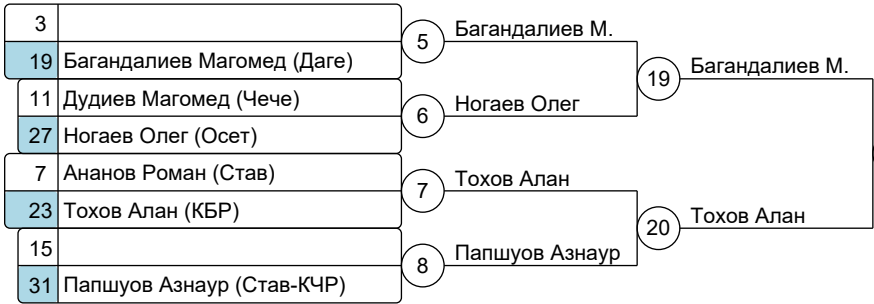 3
19 Багандалиев Магомед (Даге)
11 Дудиев Магомед (Чече)
27 Ногаев Олег (Осет)
7 Ананов Роман (Став)
23 Тохов Алан (КБР)
15
31 Папшуов Азнаур (Став-КЧР)
5 Багандалиев М.
6 Ногаев Олег
7 Тохов Алан
8 Папшуов Азнаур
19 Багандалиев М.
20 Тохов Алан